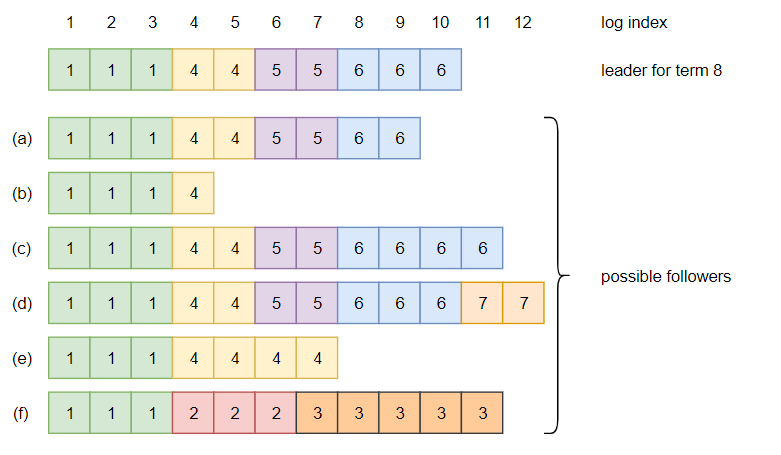 1 2 3 4 5 6 7 8 9 10 11 12 log index
1 1 1 4 4 5 5 6 6 6 leader for term 8
(a) 1 1 1 4 4 5 5 6 6
(b) 1 1 1 4
(c) 1 1 1 4 4 5 5 6 6 6 6
possible followers
(d) 1 1 1 4 4 5 5 6 6 6 7 7
(e) 1 1 1 4 4 4 4
(f) 1 1 1 2 2 2 3 3 3 3 3